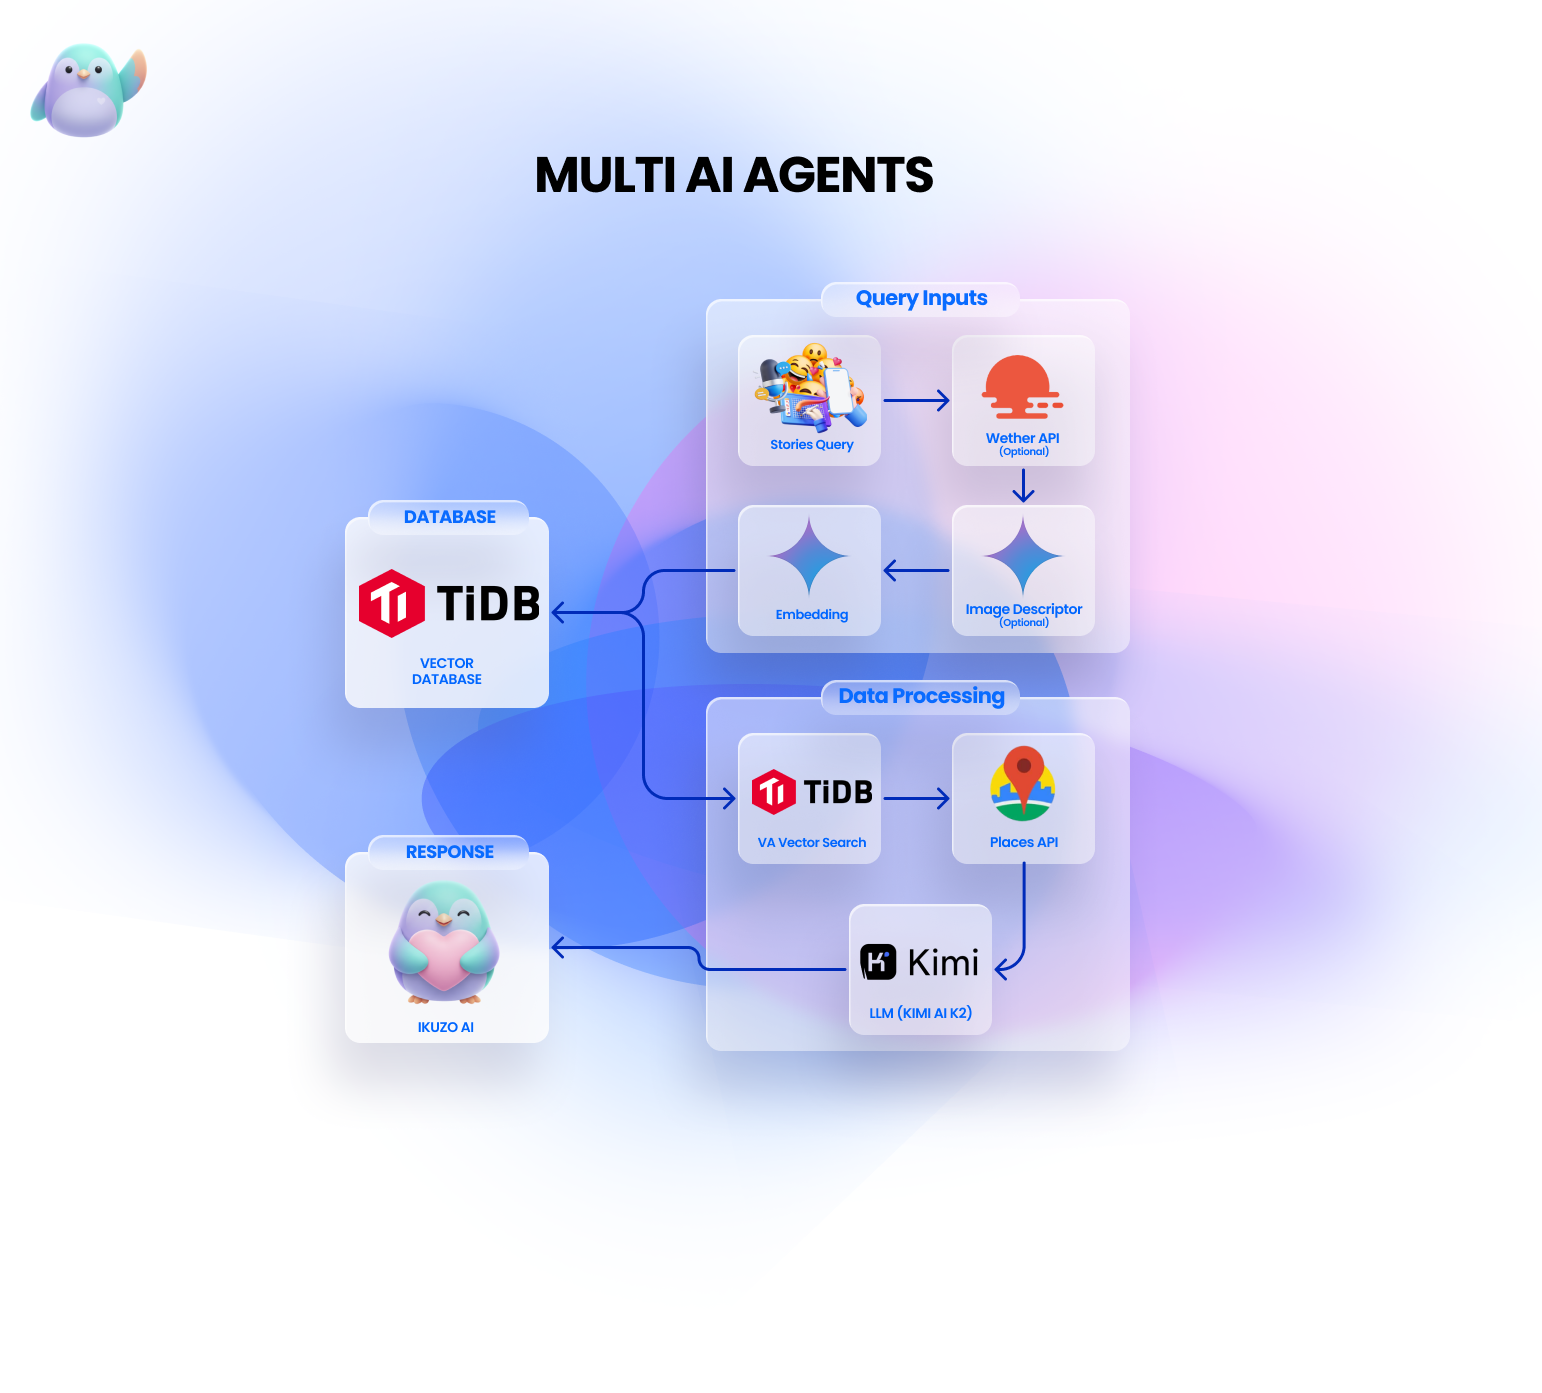 MULTI AI AGENTS
Query Inputs
Stories Query
Wether API
(Optional)
Embedding
Image Descriptor
(Optional)
DATABASE
TiDB
VECTOR
DATABASE
Data Processing
TiDB
VA Vector Search
Places API
Kimi
LLM (KIMI AI K2)
RESPONSE
IKUZO AI